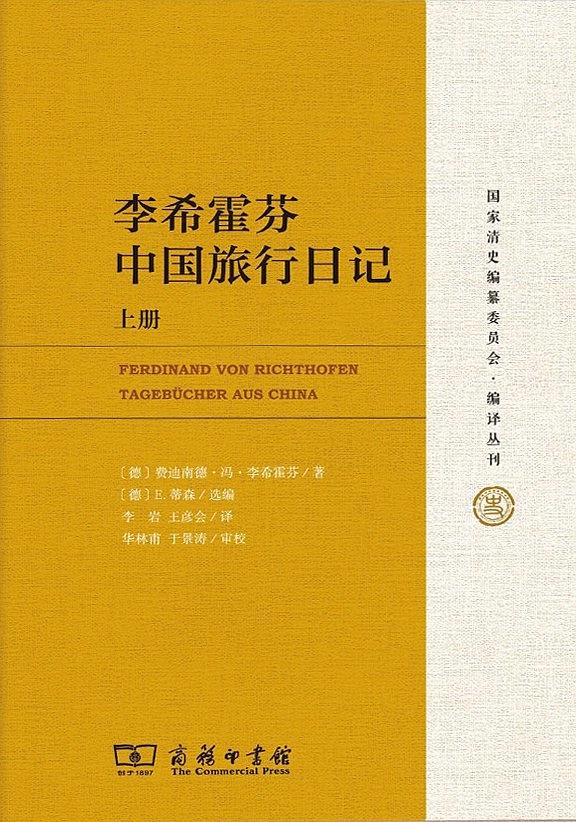 李希霍芬
中国旅行日记
上册
FERDINAND VON RICHTHOFEN
TAGEBÜCHER AUS CHINA
〔德〕费迪南德·冯·李希霍芬/著
〔德〕E.蒂森/选编
李 岩 王彦会/译
华林甫 于景涛/审校
国家清史编纂委员会·编译丛刊
史
创于1897
商務印書館
The Commercial Press